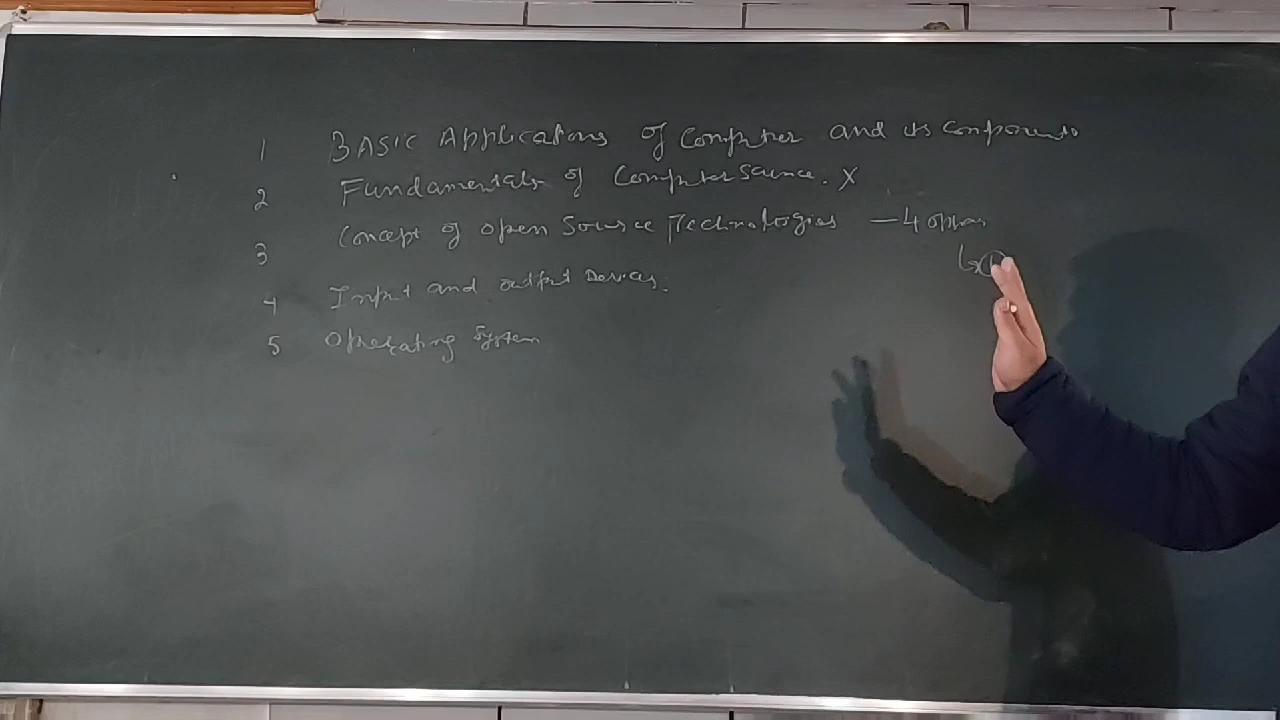 1 BASIC Applications of Computer and its Components
2 Fundamentals of Computer Science. X
3 Concept of open Source Technologies — 4
4 Input and output Devices.
5 Operating System